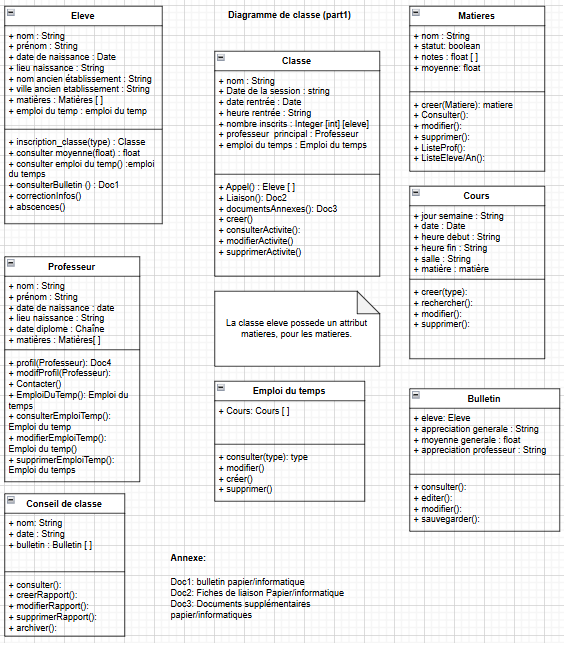 Eleve
+ nom : String
+ prénom : String
+ date de naissance : Date
+ lieu naissance : String
+ nom ancien établissement : String
+ ville ancien etablissement : String
+ matières : Matières [ ]
+ emploi du temp : emploi du temp
+ inscription_classe(type) : Classe
+ consulter moyenne(float) : float
+ consulter emploi du temp() :emploi
du temps
+ consulterBulletin () : Doc1
+ correctionInfos()
+ abscences()
Diagramme de classe (part1)
Classe
+ nom : String
+ Date de la session : string
+ date rentrée : Date
+ heure rentrée : String
+ nombre inscrits : Integer [int] [eleve]
+ professeur principal : Professeur
+ emploi du temps : Emploi du temps
+ Appel() : Eleve [ ]
+ Liaison(): Doc2
+ documentsAnnexes(): Doc3
+ creer()
+ consulterActivite():
+ modifierActivite()
+ supprimerActivite()
Matieres
+ nom : String
+ statut: boolean
+ notes : float [ ]
+ moyenne: float
+ creer(Matiere): matiere
+ Consulter():
+ modifier():
+ supprimer():
+ ListeProf():
+ ListeEleve/An():
Cours
+ jour semaine : String
+ date : Date
+ heure debut : String
+ heure fin : String
+ salle : String
+ matière : matière
+ creer(type):
+ rechercher():
+ modifier():
+ supprimer():
Professeur
+ nom : String
+ prénom : String
+ date de naissance : date
+ lieu naissance : String
+ date diplome : Chaîne
+ matières : Matières[ ]
+ profil(Professeur): Doc4
+ modifProfil(Professeur):
+ Contacter()
+ EmploiDuTemp(): Emploi du
temps
+ consulterEmploiTemp():
Emploi du temp
+ modifierEmploiTemp():
Emploi du temp()
+ supprimerEmploiTemp():
Emploi du temps
La classe eleve possede un attribut
matieres, pour les matieres.
Emploi du temps
+ Cours: Cours [ ]
+ consulter(type): type
+ modifier()
+ créer()
+ supprimer()
Bulletin
+ eleve: Eleve
+ appreciation generale : String
+ moyenne generale : float
+ appreciation professeur : String
+ consulter():
+ editer():
+ modifier():
+ sauvegarder():
Conseil de classe
+ nom: String
+ date : String
+ bulletin : Bulletin [ ]
+ consulter():
+ creerRapport():
+ modifierRapport():
+ supprimerRapport():
+ archiver():
Annexe:
Doc1: bulletin papier/informatique
Doc2: Fiches de liaison Papier/informatique
Doc3: Documents supplémentaires
papier/informatiques